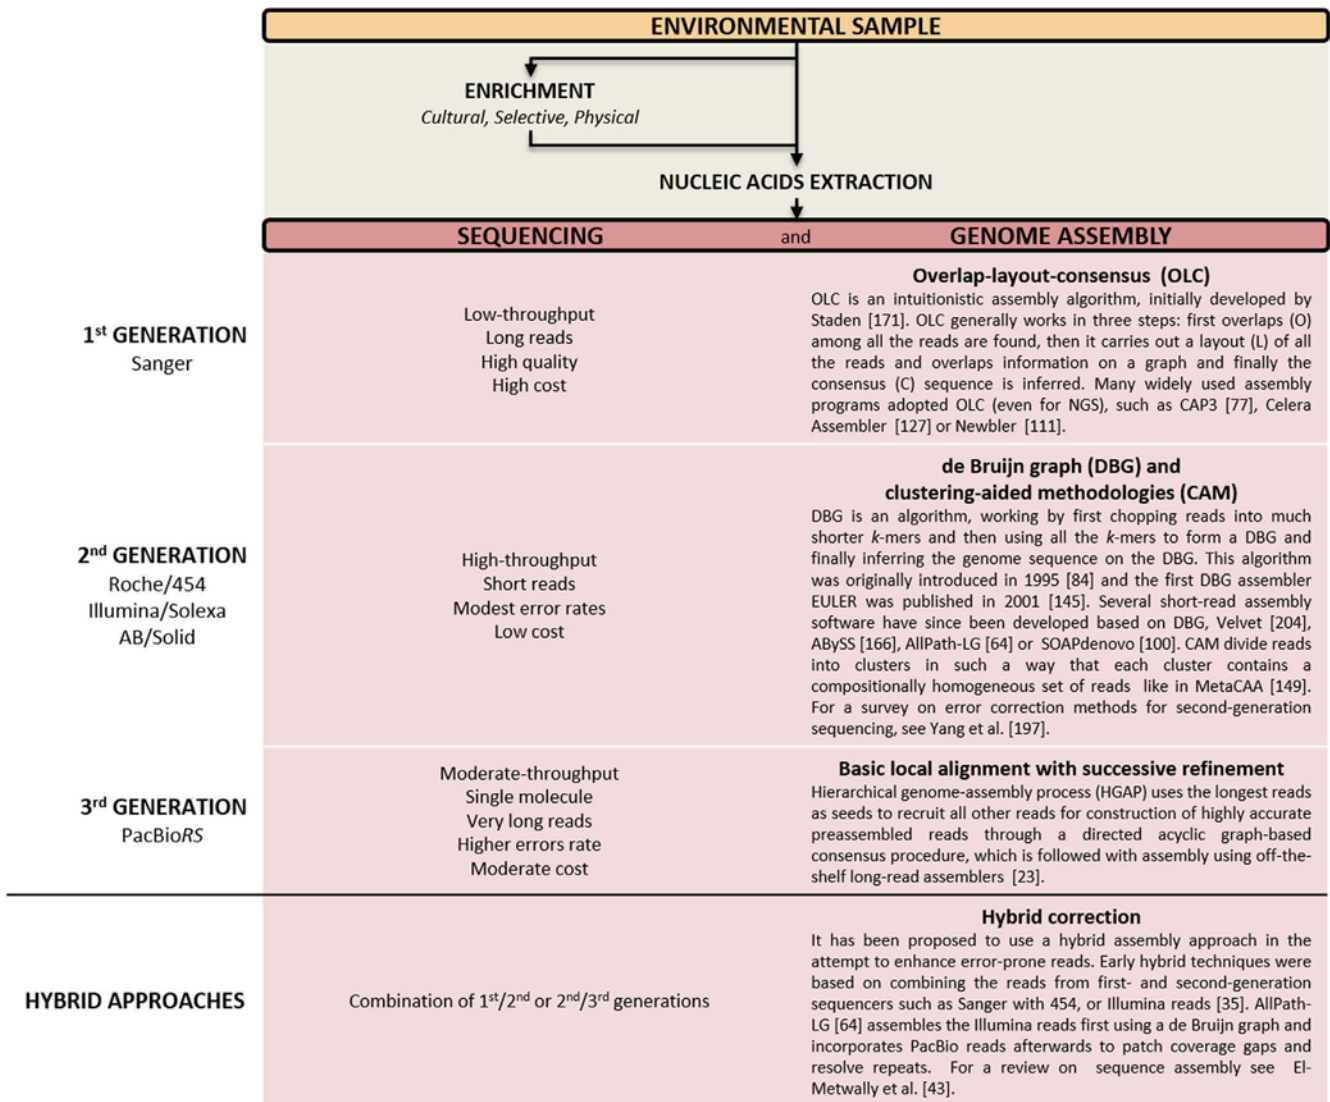 ENVIRONMENTAL SAMPLE
ENRICHMENT
Cultural, Selective, Physical
NUCLEIC ACIDS EXTRACTION
SEQUENCING and GENOME ASSEMBLY
1st GENERATION
Sanger
Low-throughput
Long reads
High quality
High cost
Overlap-layout-consensus (OLC)
OLC is an intuitionistic assembly algorithm, initially developed by
Staden [171]. OLC generally works in three steps: first overlaps (O)
among all the reads are found, then it carries out a layout (L) of all
the reads and overlaps information on a graph and finally the
consensus (C) sequence is inferred. Many widely used assembly
programs adopted OLC (even for NGS), such as CAP3 [77], Celera
Assembler [127] or Newbler [111].
2nd GENERATION
Roche/454
Illumina/Solexa
AB/Solid
High-throughput
Short reads
Modest error rates
Low cost
de Bruijn graph (DBG) and
clustering-aided methodologies (CAM)
DBG is an algorithm, working by first chopping reads into much
shorter k-mers and then using all the k-mers to form a DBG and
finally inferring the genome sequence on the DBG. This algorithm
was originally introduced in 1995 [84] and the first DBG assembler
EULER was published in 2001 [145]. Several short-read assembly
software have since been developed based on DBG, Velvet [204],
ABySS [166], AllPath-LG [64] or SOAPdenovo [100]. CAM divide reads
into clusters in such a way that each cluster contains a
compositionally homogeneous set of reads like in MetaCAA [149].
For a survey on error correction methods for second-generation
sequencing, see Yang et al. [197].
3rd GENERATION
PacBioRS
Moderate-throughput
Single molecule
Very long reads
Higher errors rate
Moderate cost
Basic local alignment with successive refinement
Hierarchical genome-assembly process (HGAP) uses the longest reads
as seeds to recruit all other reads for construction of highly accurate
preassembled reads through a directed acyclic graph-based
consensus procedure, which is followed with assembly using off-the-
shelf long-read assemblers [23].
HYBRID APPROACHES
Combination of 1st/2nd or 2nd/3rd generations
Hybrid correction
It has been proposed to use a hybrid assembly approach in the
attempt to enhance error-prone reads. Early hybrid techniques were
based on combining the reads from first- and second-generation
sequencers such as Sanger with 454, or Illumina reads [35]. AllPath-
LG [64] assembles the Illumina reads first using a de Bruijn graph and
incorporates PacBio reads afterwards to patch coverage gaps and
resolve repeats. For a review on sequence assembly see El-
Metwally et al. [43].